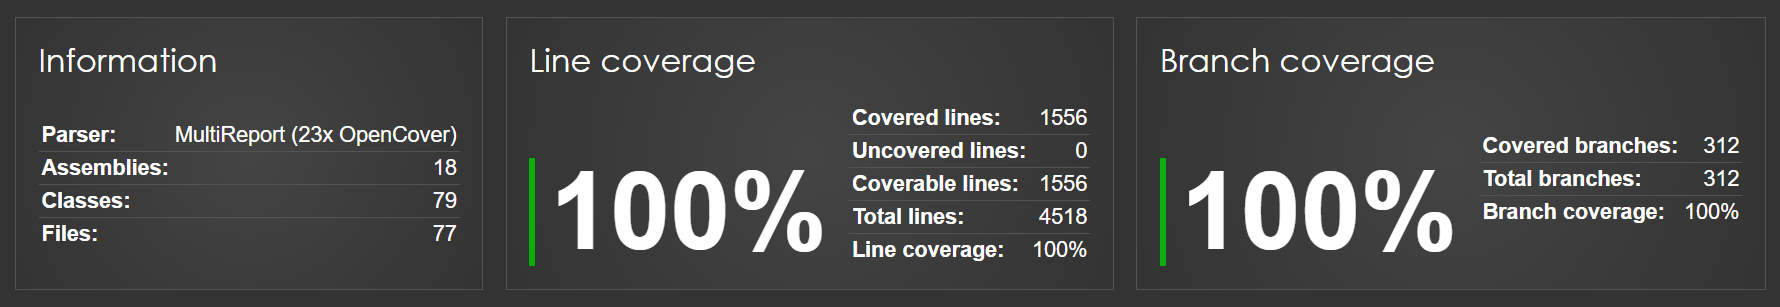 Information
Parser: MultiReport (23x OpenCover)
Assemblies: 18
Classes: 79
Files: 77
Line coverage
100%
Covered lines: 1556
Uncovered lines: 0
Coverable lines: 1556
Total lines: 4518
Line coverage: 100%
Branch coverage
100%
Covered branches: 312
Total branches: 312
Branch coverage: 100%